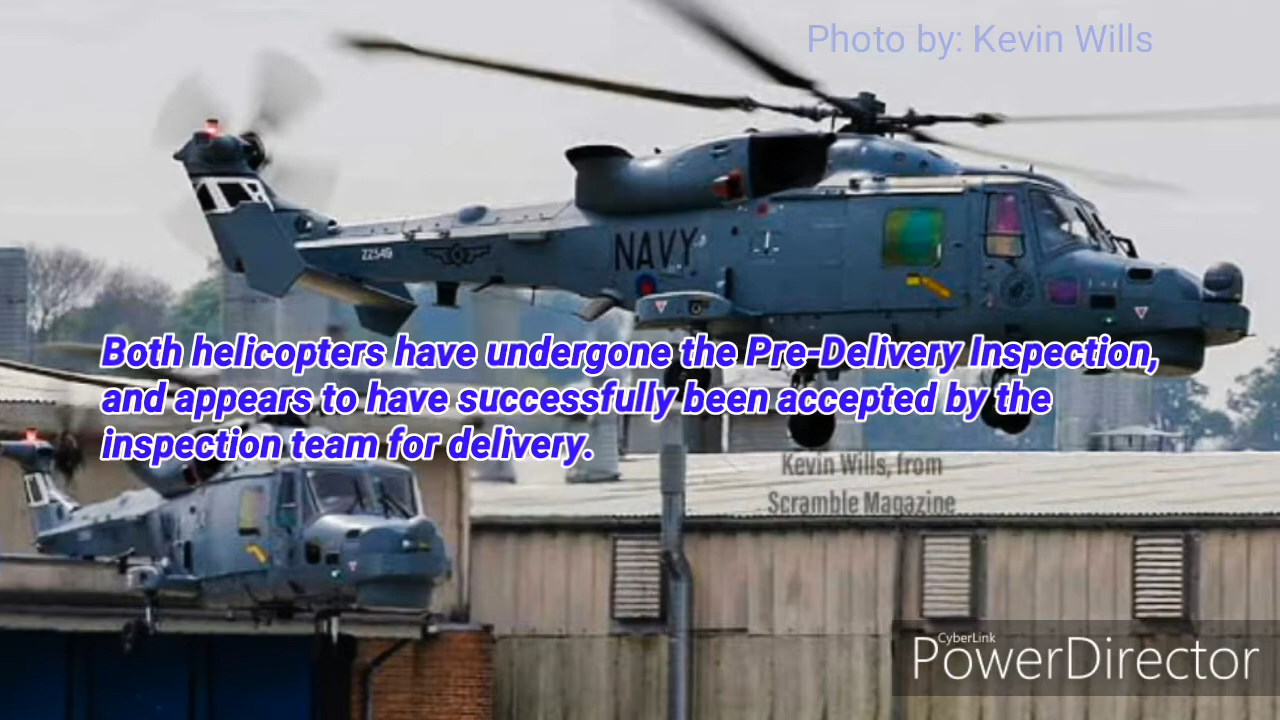 Photo by: Kevin Wills
ZZ549
NAVY
Both helicopters have undergone the Pre-Delivery Inspection,
and appears to have successfully been accepted by the
inspection team for delivery.
Kevin Wills, from
Scramble Magazine
CyberLink
PowerDirector